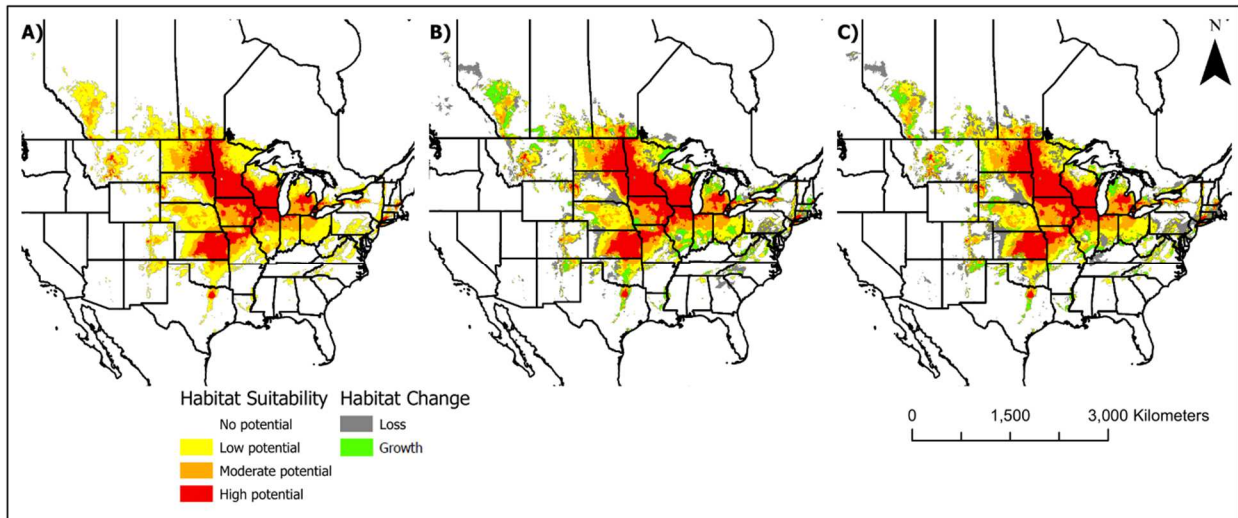 A)
B)
C)
N
Habitat Suitability
No potential
Low potential
Moderate potential
High potential
Habitat Change
Loss
Growth
0 1,500 3,000 Kilometers